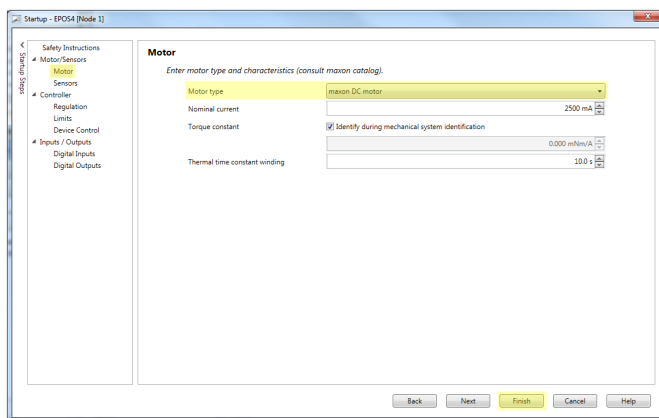 Startup - EPOS4 [Node 1]
Startup Steps
Safety Instructions
Motor/Sensors
Motor
Sensors
Controller
Regulation
Limits
Device Control
Inputs / Outputs
Digital Inputs
Digital Outputs
Motor
Enter motor type and characteristics (consult maxon catalog).
Motor type maxon DC motor
Nominal current 2500 mA
Torque constant Identify during mechanical system identification
0.000 mNm/A
Thermal time constant winding 10.0 s
Back Next Finish Cancel Help